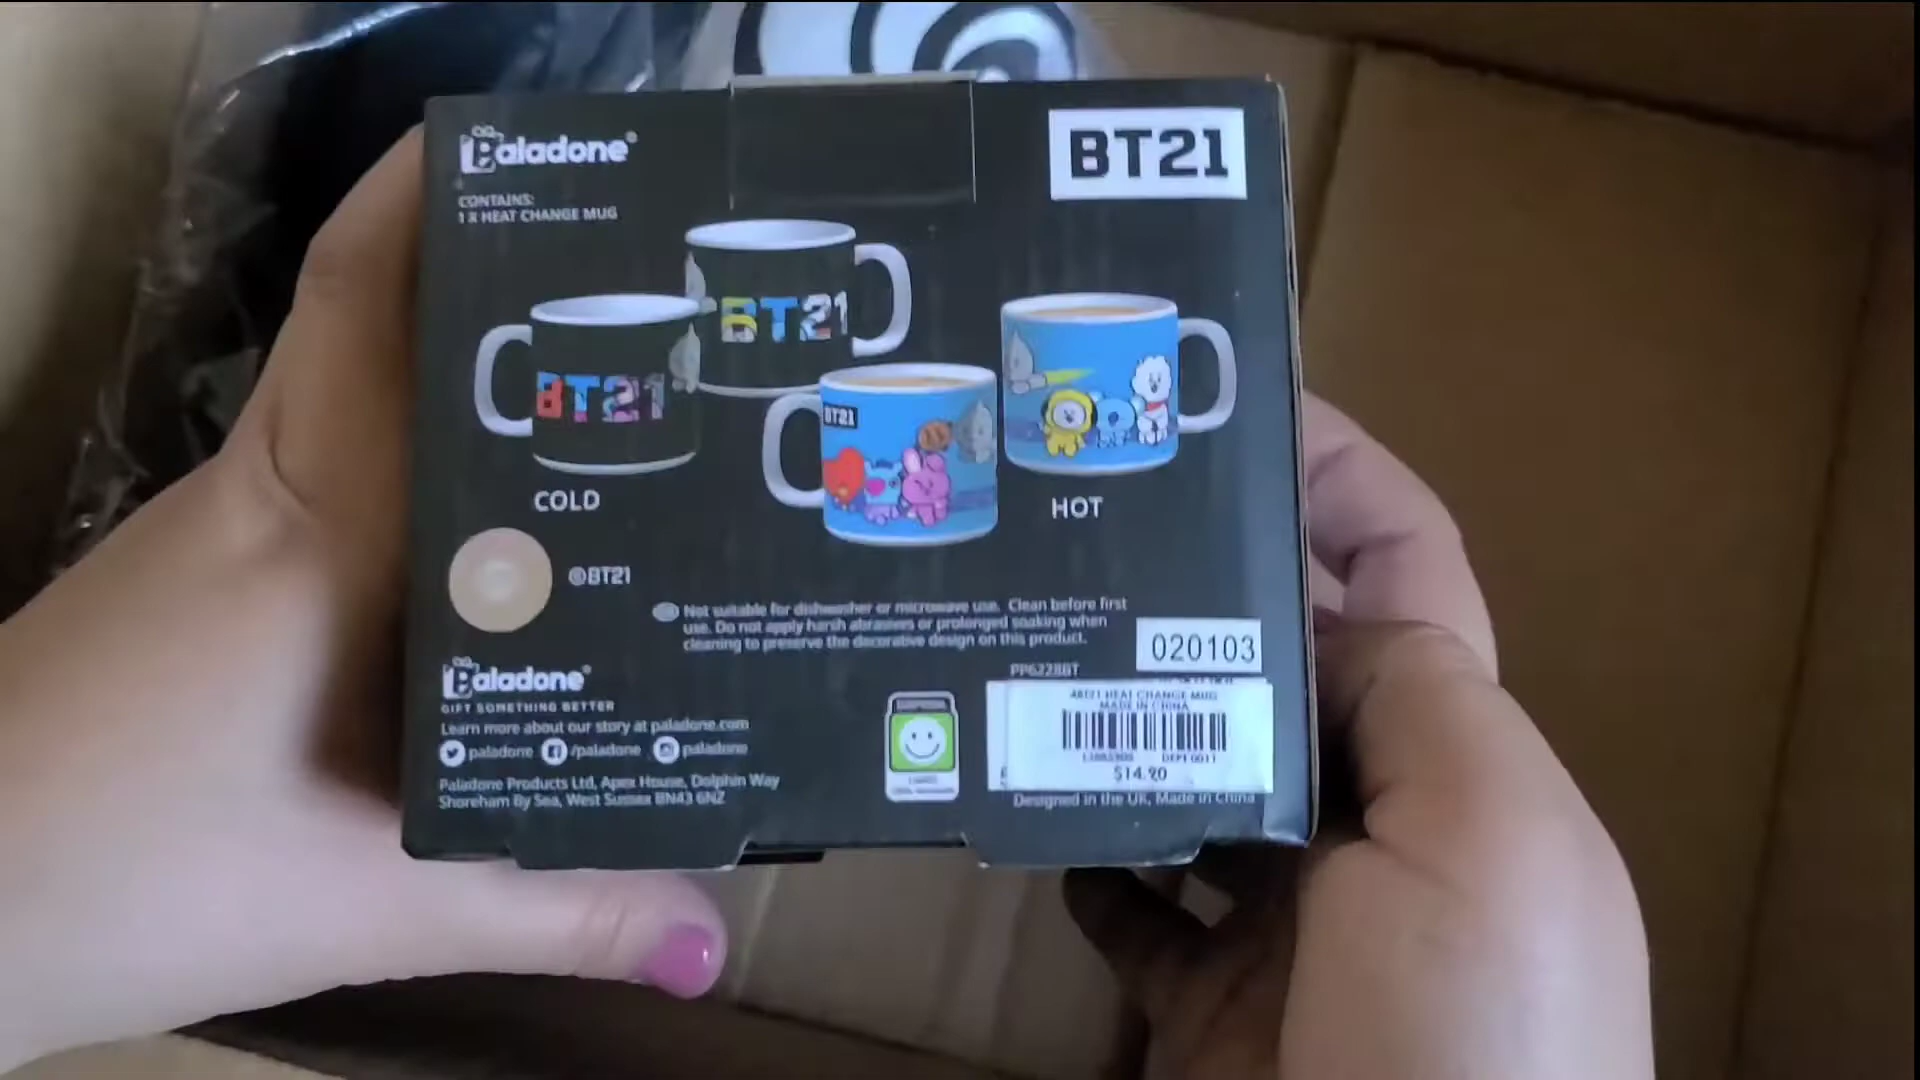 Paladone®
BT21
CONTAINS:
1 X HEAT CHANGE MUG
BT21
BT21
BT21
COLD
HOT
©BT21
Not suitable for dishwasher or microwave use. Clean before first
use. Do not apply harsh abrasives or prolonged soaking when
cleaning to preserve the decorative design on this product.
020103
PP6228BT
Paladone®
GIFT SOMETHING BETTER
Learn more about our story at paladone.com
paladone /paladone paladone
Paladone Products Ltd, Apex House, Dolphin Way
Shoreham By Sea, West Sussex BN43 6NZ
HEAT CHANGE MUG
MADE IN CHINA
DEPT 0011
$14.90
Designed in the UK, Made in China